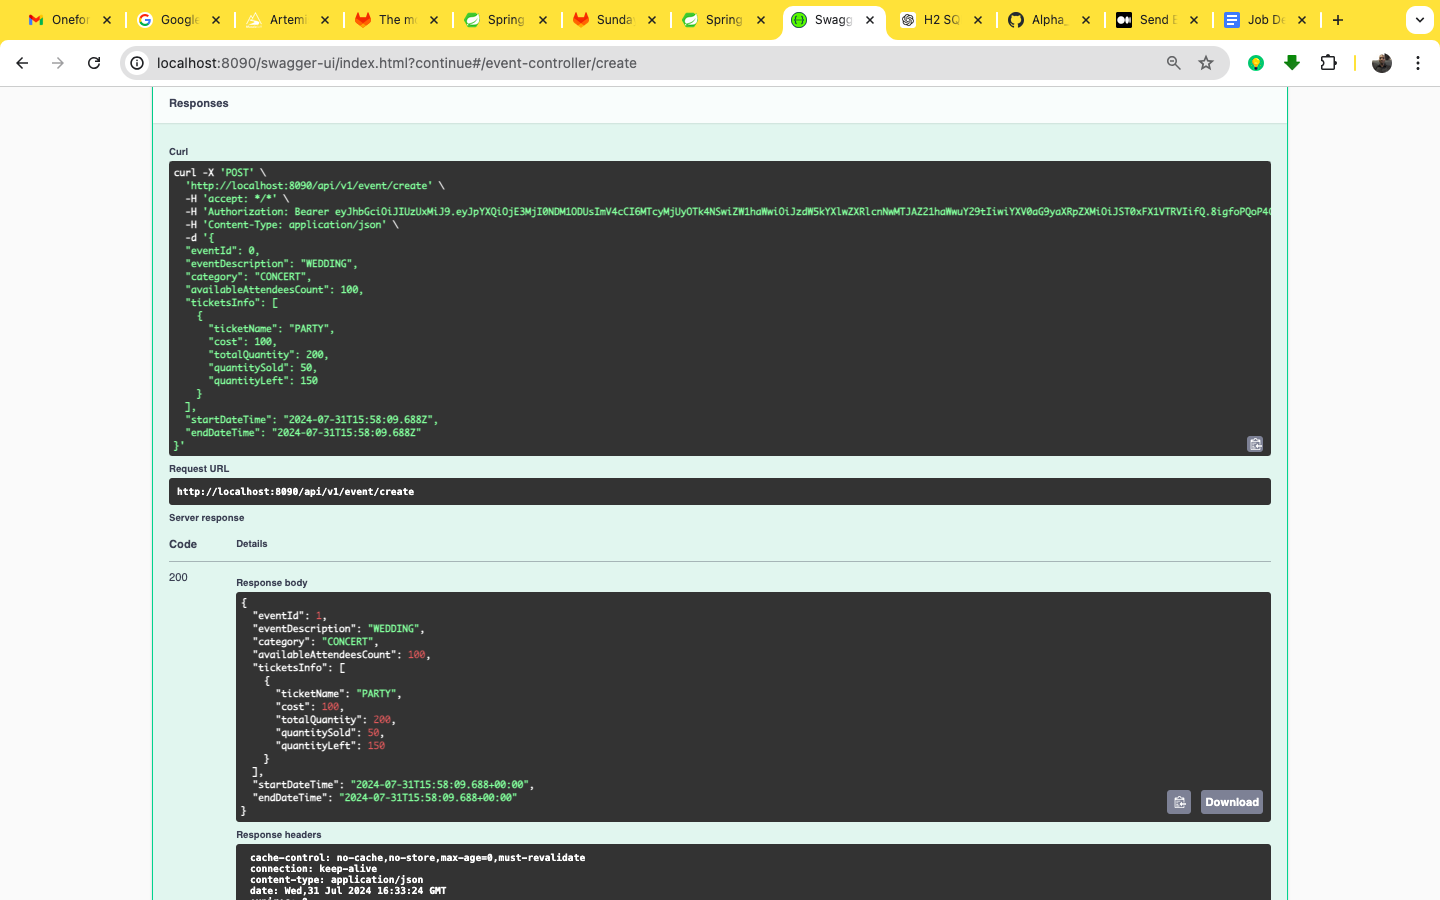 Onefor
Google
Artemi
The mo
Spring
Sunda
Spring
Swagg
H2 SQ
Alpha_
Send E
Job De
localhost:8090/swagger-ui/index.html?continue#/event-controller/create
Responses
Curl
curl -X 'POST' \
'http://localhost:8090/api/v1/event/create' \
-H 'accept: */*' \
-H 'Authorization: Bearer
-H 'Content-Type: application/json' \
-d '{
"eventId": 0,
"eventDescription": "WEDDING",
"category": "CONCERT",
"availableAttendeesCount": 100,
"ticketsInfo": [
{
"ticketName": "PARTY",
"cost": 100,
"totalQuantity": 200,
"quantitySold": 50,
"quantityLeft": 150
}
],
"startDateTime": "2024-07-31T15:58:09.688Z",
"endDateTime": "2024-07-31T15:58:09.688Z"
}'
Request URL
http://localhost:8090/api/v1/event/create
Server response
Code Details
200
Response body
{
"eventId": 1,
"eventDescription": "WEDDING",
"category": "CONCERT",
"availableAttendeesCount": 100,
"ticketsInfo": [
{
"ticketName": "PARTY",
"cost": 100,
"totalQuantity": 200,
"quantitySold": 50,
"quantityLeft": 150
}
],
"startDateTime": "2024-07-31T15:58:09.688+00:00",
"endDateTime": "2024-07-31T15:58:09.688+00:00"
}
Download
Response headers
cache-control: no-cache,no-store,max-age=0,must-revalidate
connection: keep-alive
content-type: application/json
date: Wed,31 Jul 2024 16:33:24 GMT